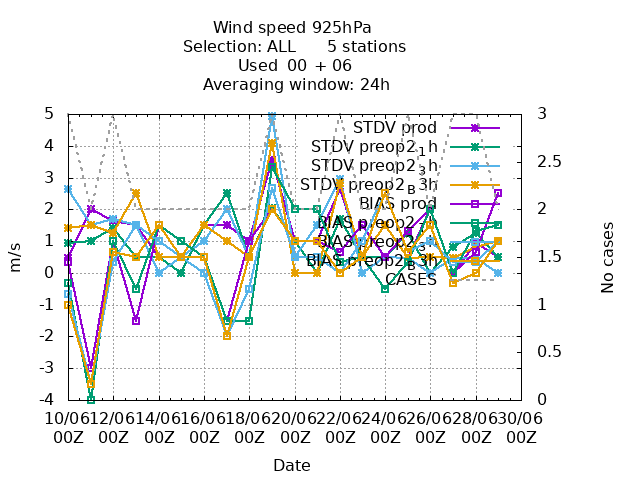 Wind speed 925hPa
Selection: ALL 5 stations
Used 00 + 06
Averaging window: 24h
5
4
3
2
1
0
-1
-2
-3
-4
m/s
3
2.5
2
1.5
1
0.5
0
No cases
STDV prod
STDV preop2_1h
STDV preop2_3h
STDV preop2_B3h
BIAS prod
BIAS preop2_1h
BIAS preop2_3h
BIAS preop2_B3h
CASES
10/06 12/06 14/06 16/06 18/06 20/06 22/06 24/06 26/06 28/06 30/06
00Z 00Z 00Z 00Z 00Z 00Z 00Z 00Z 00Z 00Z 00Z
Date